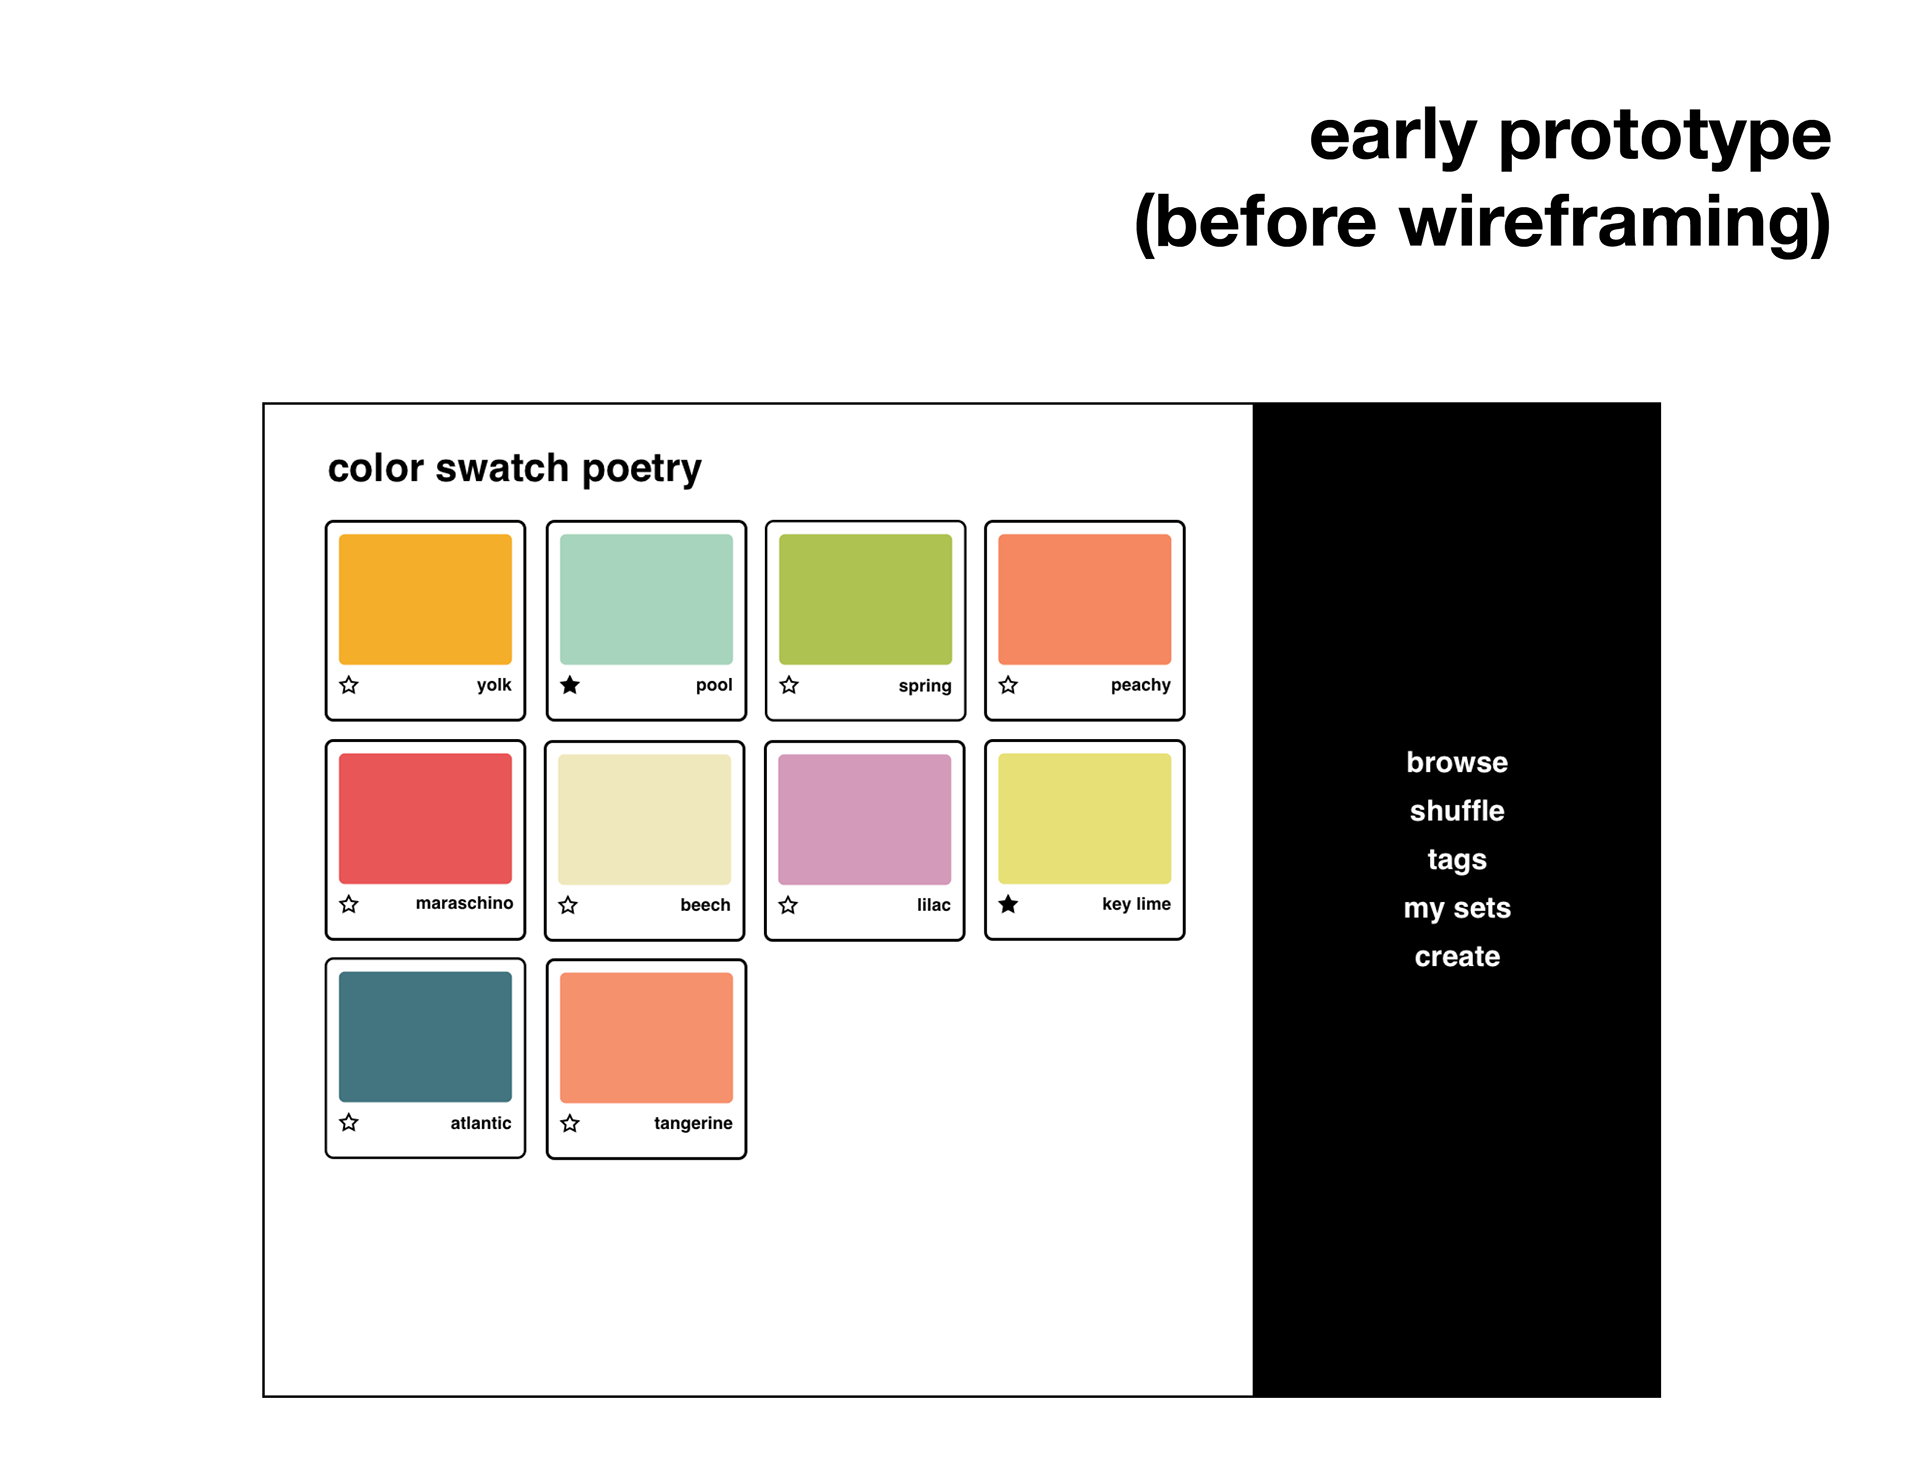 early prototype
(before wireframing)
color swatch poetry
yolk
pool
spring
peachy
maraschino
beech
lilac
key lime
atlantic
tangerine
browse
shuffle
tags
my sets
create